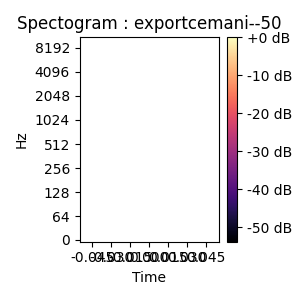 Spectogram : exportcemani--50
+0 dB
8192
-10 dB
4096
2048
-20 dB
1024
Hz
512
-30 dB
256
128
-40 dB
64
-50 dB
0
Time